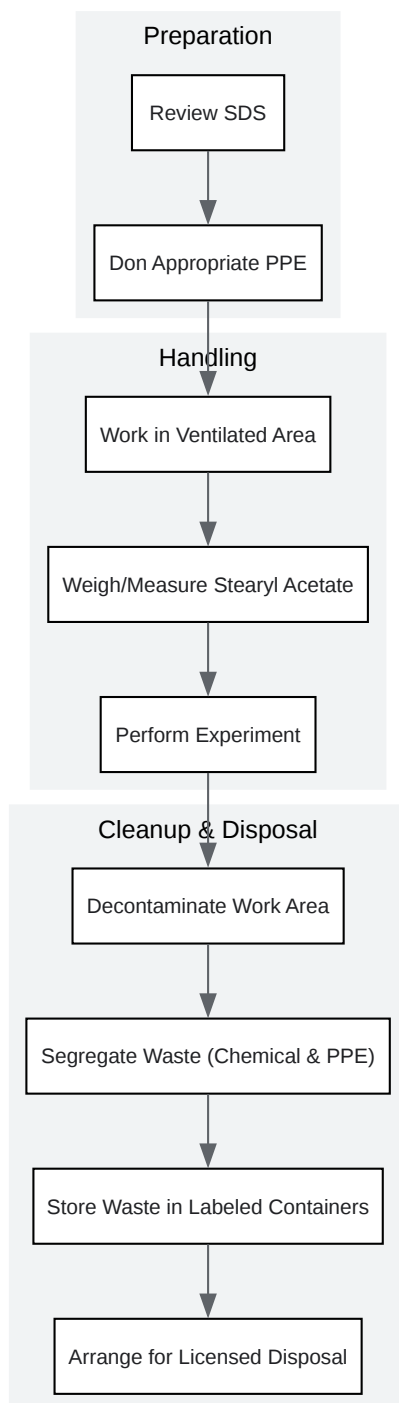 Preparation
Review SDS
Don Appropriate PPE
Handling
Work in Ventilated Area
Weigh/Measure Stearyl Acetate
Perform Experiment
Cleanup & Disposal
Decontaminate Work Area
Segregate Waste (Chemical & PPE)
Store Waste in Labeled Containers
Arrange for Licensed Disposal